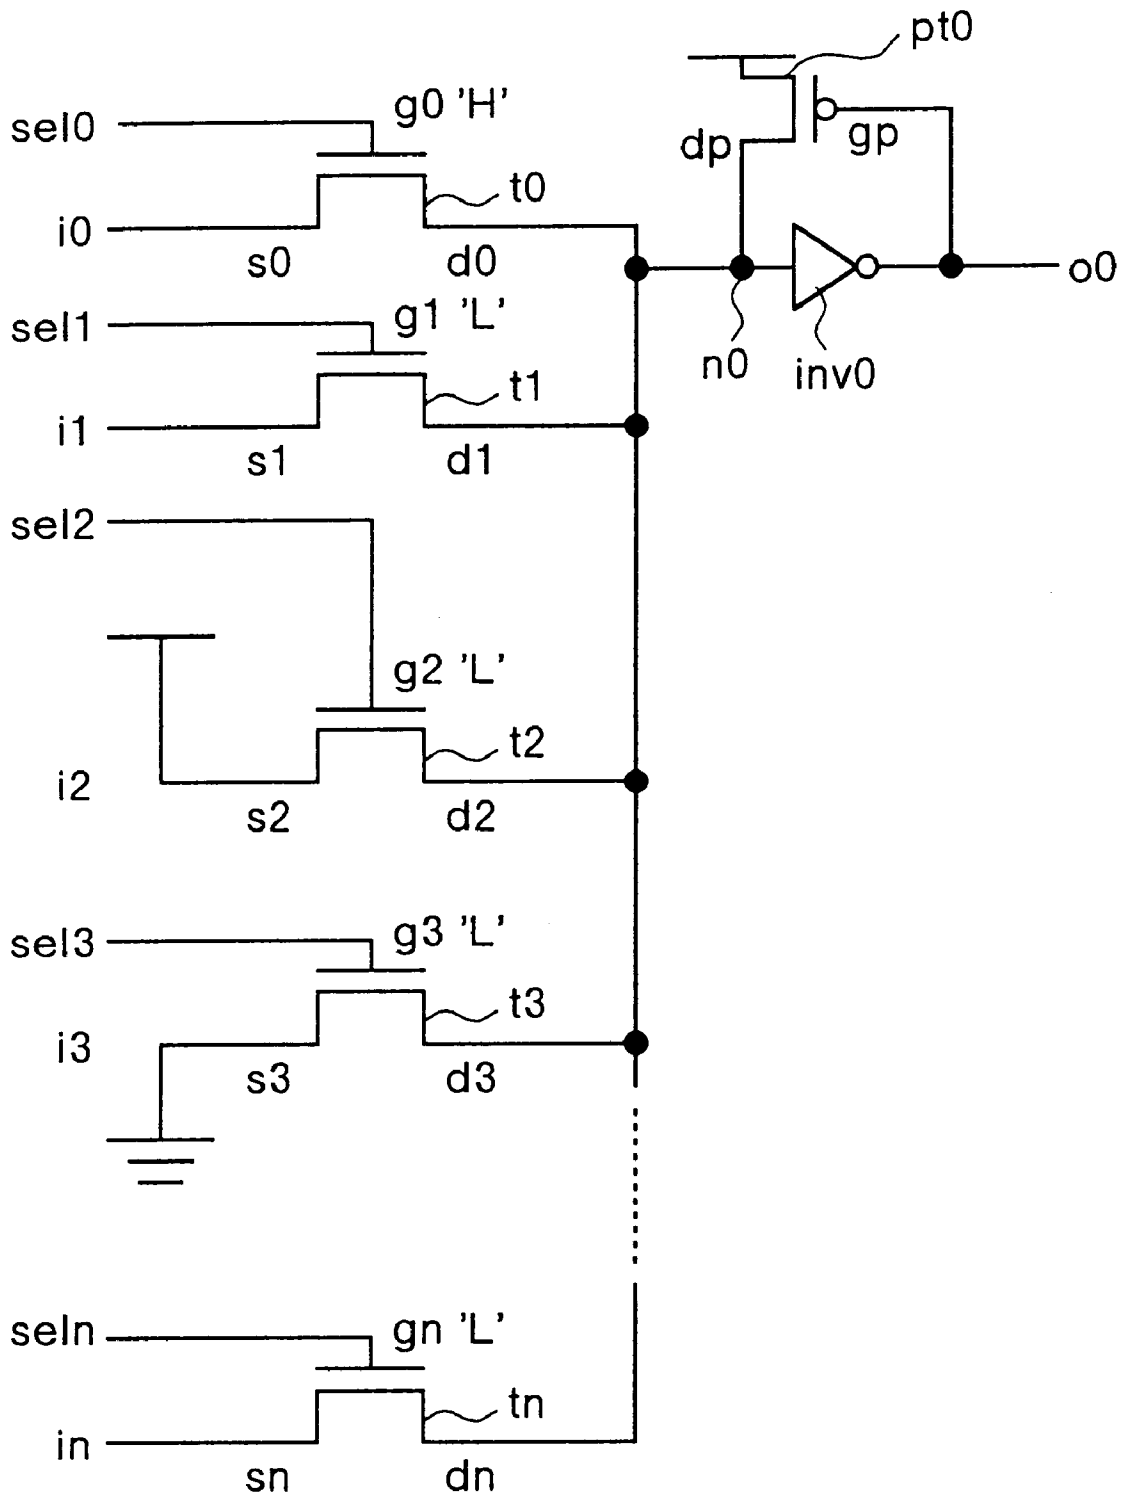 pt0
sel0
g0 'H'
dp
gp
t0
i0
s0
d0
o0
sel1
g1 'L'
n0
inv0
t1
i1
s1
d1
sel2
g2 'L'
t2
i2
s2
d2
sel3
g3 'L'
t3
i3
s3
d3
seln
gn 'L'
tn
in
sn
dn